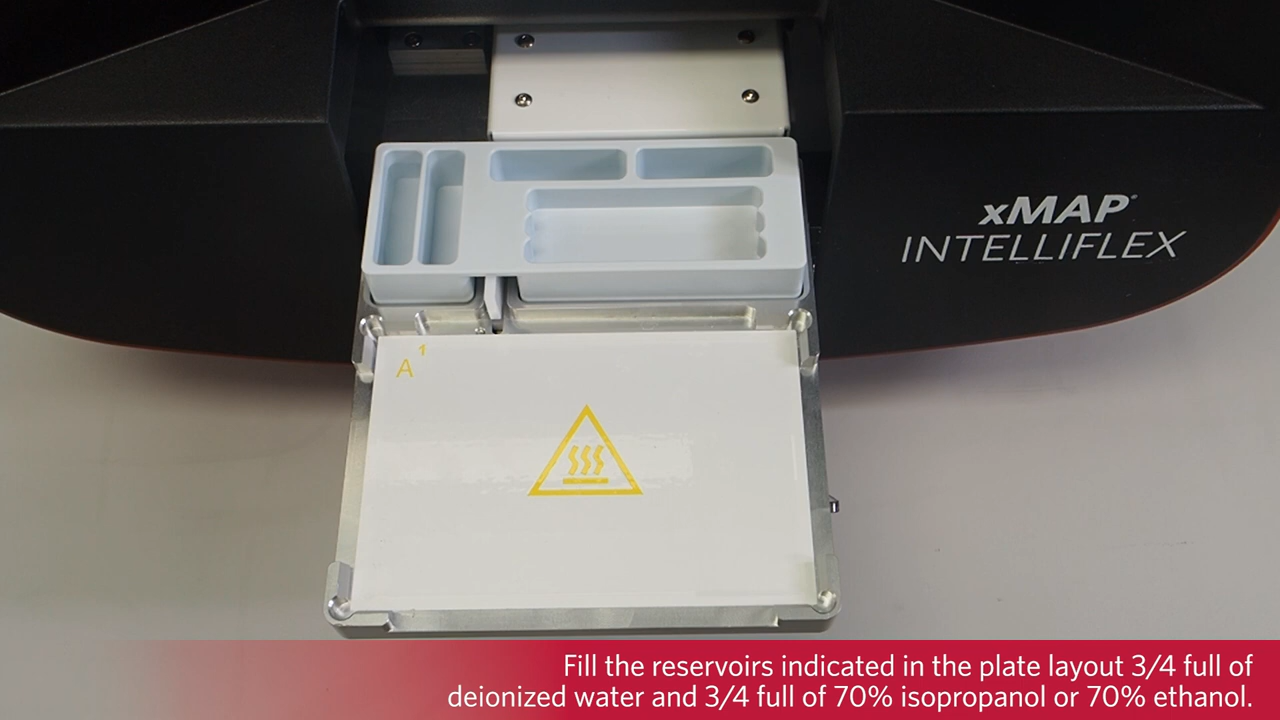 xMAP®
INTELLIFLEX
A1
Fill the reservoirs indicated in the plate layout 3/4 full of
deionized water and 3/4 full of 70% isopropanol or 70% ethanol.